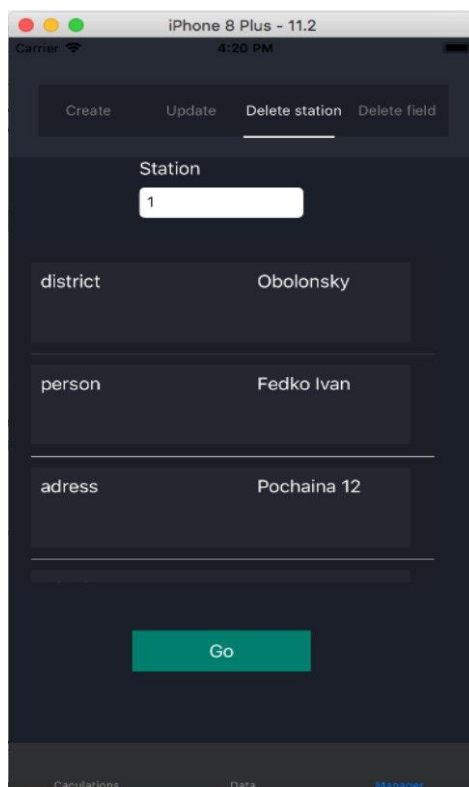 iPhone 8 Plus - 11.2
Carrier 4:20 PM
Create Update Delete station Delete field
Station
1
district Obolonsky
person Fedko Ivan
adress Pochaina 12
Go
Caculations Data Manager